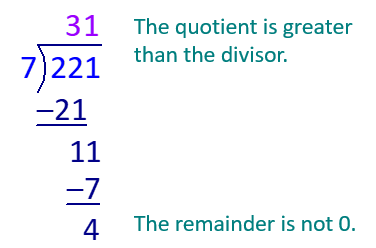 31
The quotient is greater
than the divisor.
7)221
–21
11
–7
4
The remainder is not 0.